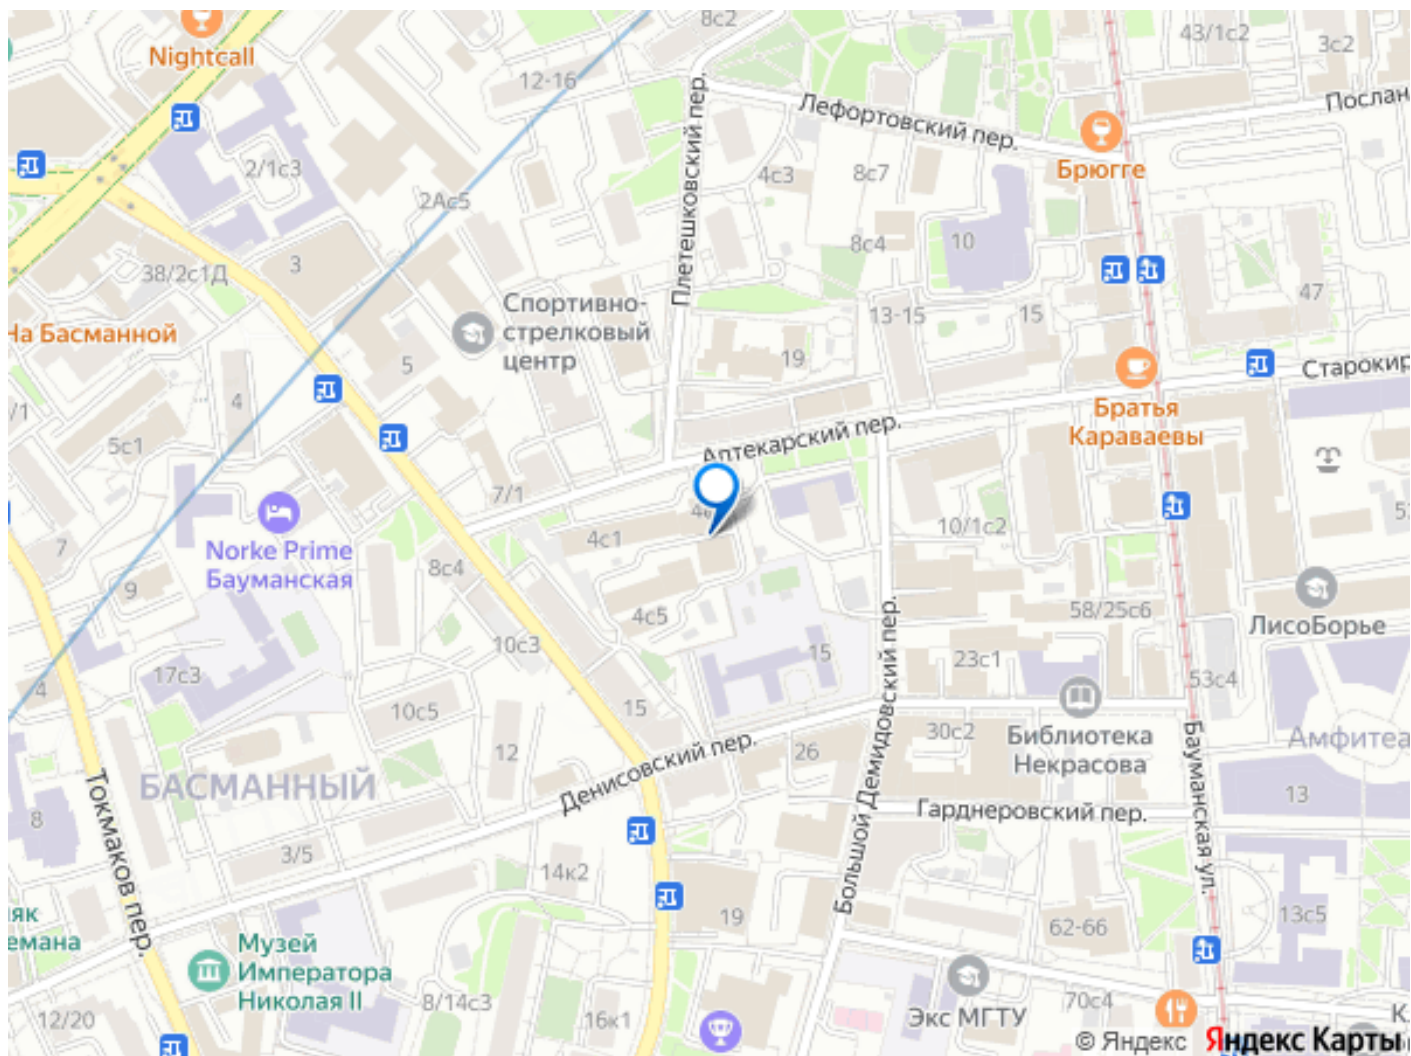 8с2
43/1с2
3с2
Nightcall
12-16
Послан
Лефортовский пер.
Плетешковский пер.
2/1с3
4с3
8с7
Брюгге
2Ас5
8с4
10
38/2с1Д
3
47
Спортивно-
стрелковый
центр
13-15
15
На Басманной
5
19
Старокир
4
/1
Братья
Караваевы
5с1
Аптекарский пер.
7/1
10/1с2
4с1
Norke Prime
Бауманская
7
8с4
9
4с5
58/25с6
ЛисоБорье
10с3
15
23с1
17с3
53с4
4
10с5
15
12
30с2
Библиотека
Некрасова
26
Денисовский пер.
Большой Демидовский пер.
Бауманская ул.
Амфитеа
БАСМАННЫЙ
Токмаков пер.
13
Гарднеровский пер.
8
3/5
14к2
19
13с5
62-66
як
емана
Музей
Императора
Николая II
8/14с3
16к1
12/20
Экс МГТУ
70с4
© Яндекс Яндекс Карты